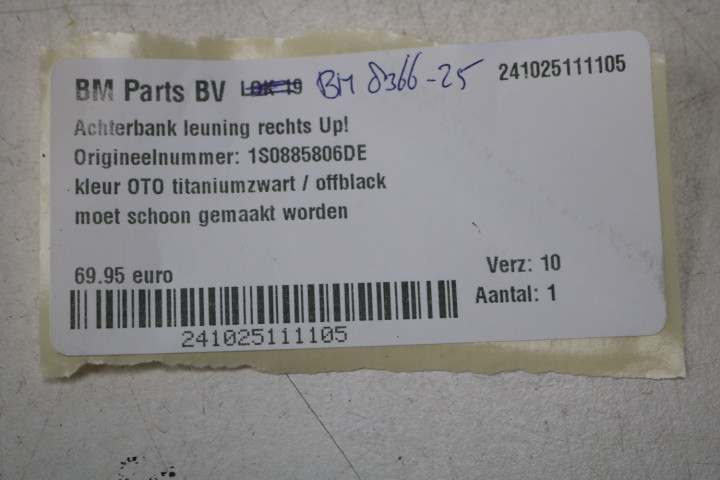 BM Parts BV LOK 19 BM 8366-25 241025111105
Achterbank leuning rechts Up!
Origineelnummer: 1S0885806DE
kleur OTO titaniumzwart / offblack
moet schoon gemaakt worden
69.95 euro
Verz: 10
Aantal: 1
241025111105